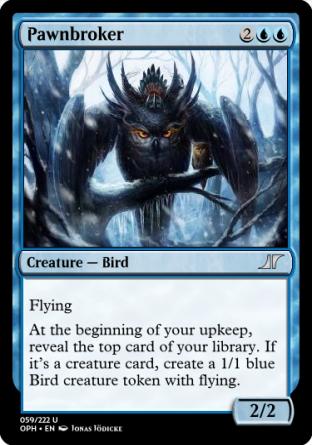 Pawnbroker 2
Creature — Bird
Flying
At the beginning of your upkeep,
reveal the top card of your library. If
it's a creature card, create a 1/1 blue
Bird creature token with flying.
059/222 U
OPH • EN Jonas Jödicke
2/2